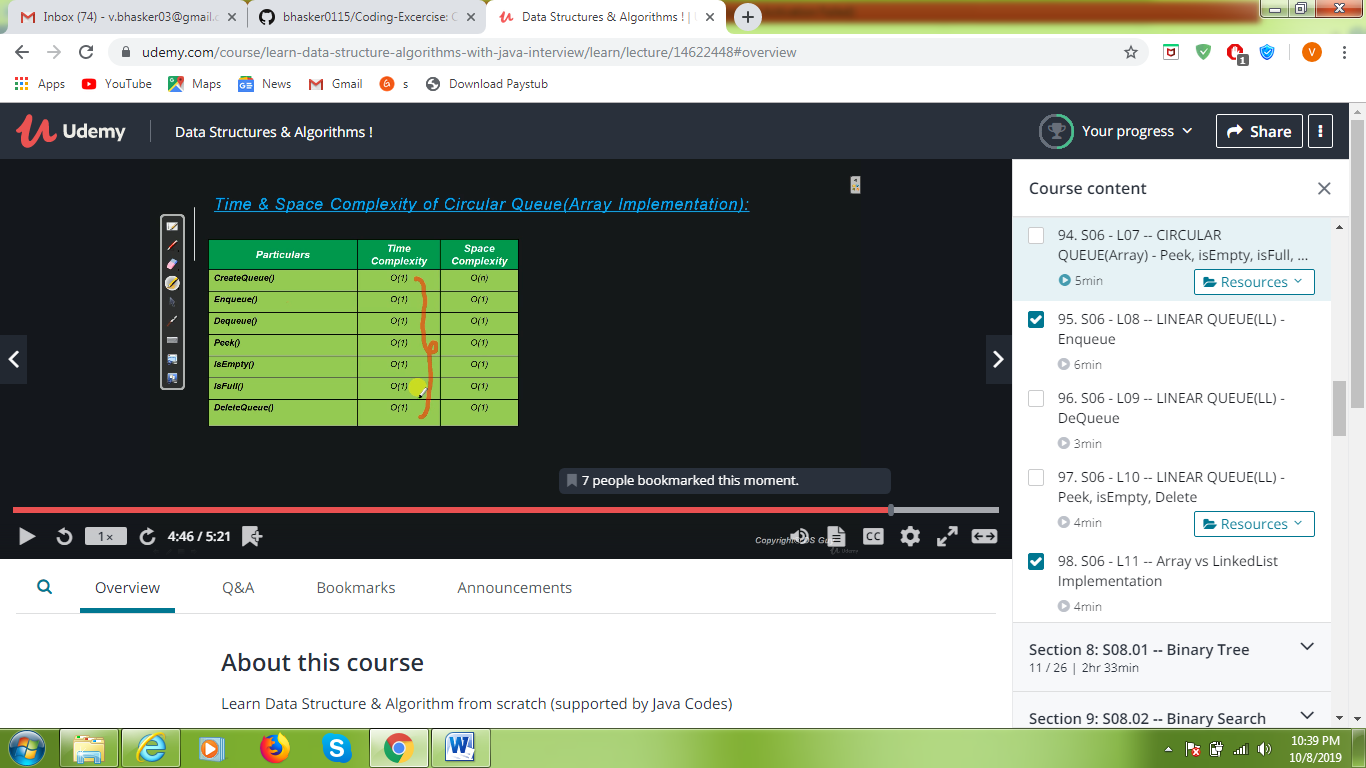 Inbox (74) - v.bhasker03@gmail.c
bhasker0115/Coding-Excercise: C
Data Structures & Algorithms ! |
udemy.com/course/learn-data-structure-algorithms-with-java-interview/learn/lecture/14622448#overview
1
V
Apps
YouTube
Maps
News
Gmail
s
Download Paystub
Udemy
Data Structures & Algorithms !
Your progress
Share
Time & Space Complexity of Circular Queue(Array Implementation):
Particulars Time Complexity Space Complexity
CreateQueue() O(1) O(n)
Enqueue() O(1) O(1)
Dequeue() O(1) O(1)
Peek() O(1) O(1)
IsEmpty() O(1) O(1)
IsFull() O(1) O(1)
DeleteQueue() O(1) O(1)
7 people bookmarked this moment.
1×
4:46 / 5:21
Copyright
CC
Course content
94. S06 - L07 -- CIRCULAR
QUEUE(Array) - Peek, isEmpty, isFull, ...
5min
Resources
95. S06 - L08 -- LINEAR QUEUE(LL) -
Enqueue
6min
96. S06 - L09 -- LINEAR QUEUE(LL) -
DeQueue
3min
97. S06 - L10 -- LINEAR QUEUE(LL) -
Peek, isEmpty, Delete
4min
Resources
98. S06 - L11 -- Array vs LinkedList
Implementation
4min
Section 8: S08.01 -- Binary Tree
11 / 26 | 2hr 33min
Section 9: S08.02 -- Binary Search
Overview
Q&A
Bookmarks
Announcements
About this course
Learn Data Structure & Algorithm from scratch (supported by Java Codes)
10:39 PM
10/8/2019